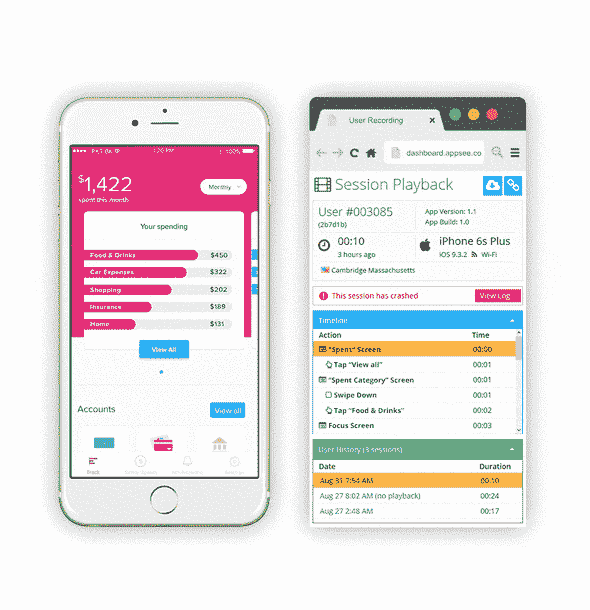 100%
$1,422
spent this month
Monthly
Your spending
Food & Drinks $450
Car Expenses $322
Shopping $202
Insurance $189
Home $131
View All
Accounts
View all
User Recording
dashboard.appsee.co
Session Playback
User #003085
(2b7d1b)
App Version: 1.1
App Build: 1.0
00:10
3 hours ago
iPhone 6s Plus
iOS 9.3.2 Wi-Fi
Cambridge Massachusetts
This session has crashed
View Log
Timeline
Action Time
"Spent" Screen 00:00
Tap "View all" 00:01
"Spent Category" Screen 00:01
Swipe Down 00:01
Tap "Food & Drinks" 00:02
Focus Screen 00:03
User History (3 sessions)
Date Duration
Aug 31 7:54 AM 00:10
Aug 27 8:02 AM (no playback) 00:24
Aug 27 2:48 AM 00:17